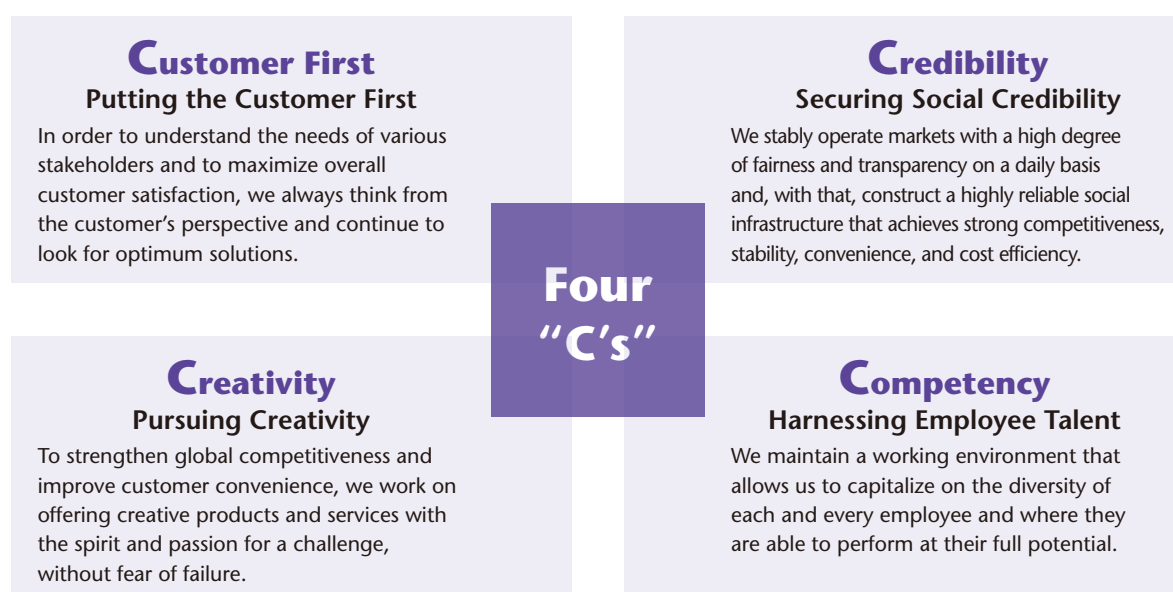 Customer First
Putting the Customer First
In order to understand the needs of various
stakeholders and to maximize overall
customer satisfaction, we always think from
the customer’s perspective and continue to
look for optimum solutions.
Credibility
Securing Social Credibility
We stably operate markets with a high degree
of fairness and transparency on a daily basis
and, with that, construct a highly reliable social
infrastructure that achieves strong competitiveness,
stability, convenience, and cost efficiency.
Four
“C’s”
Creativity
Pursuing Creativity
To strengthen global competitiveness and
improve customer convenience, we work on
offering creative products and services with
the spirit and passion for a challenge,
without fear of failure.
Competency
Harnessing Employee Talent
We maintain a working environment that
allows us to capitalize on the diversity of
each and every employee and where they
are able to perform at their full potential.